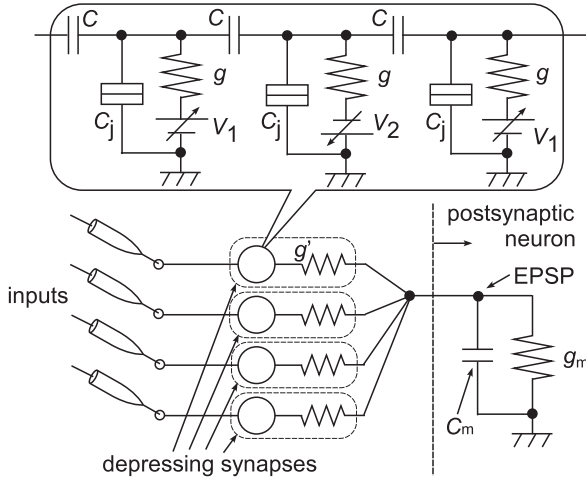 C C C
g g g
Cj V1 Cj V2 Cj V1
postsynaptic
neuron
g'
EPSP
inputs
gm
Cm
depressing synapses